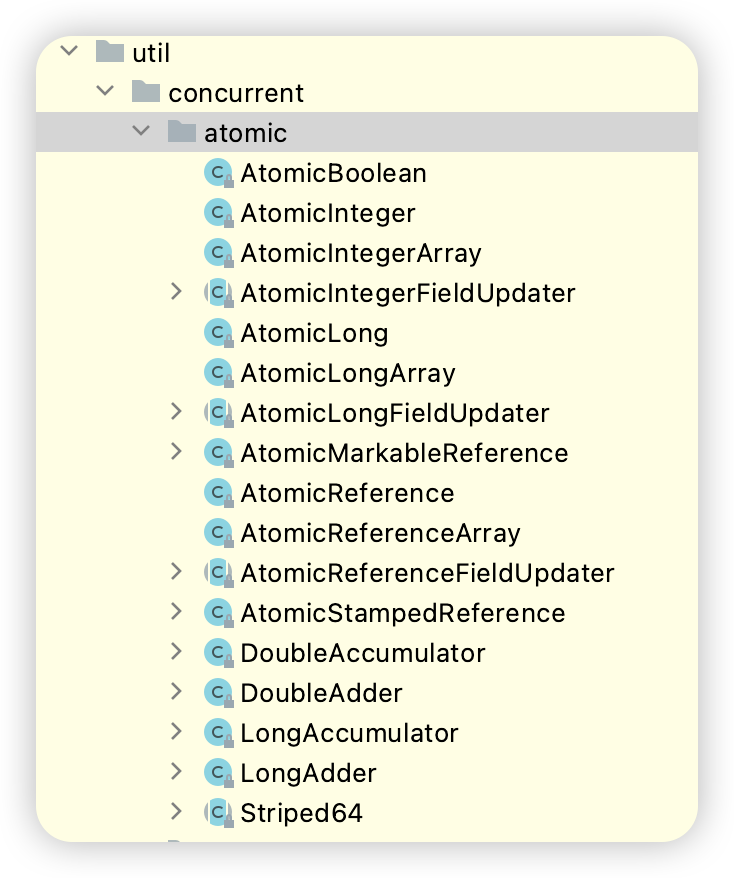 util
concurrent
atomic
C AtomicBoolean
C AtomicInteger
C AtomicIntegerArray
C AtomicIntegerFieldUpdater
C AtomicLong
C AtomicLongArray
C AtomicLongFieldUpdater
C AtomicMarkableReference
C AtomicReference
C AtomicReferenceArray
C AtomicReferenceFieldUpdater
C AtomicStampedReference
C DoubleAccumulator
C DoubleAdder
C LongAccumulator
C LongAdder
C Striped64